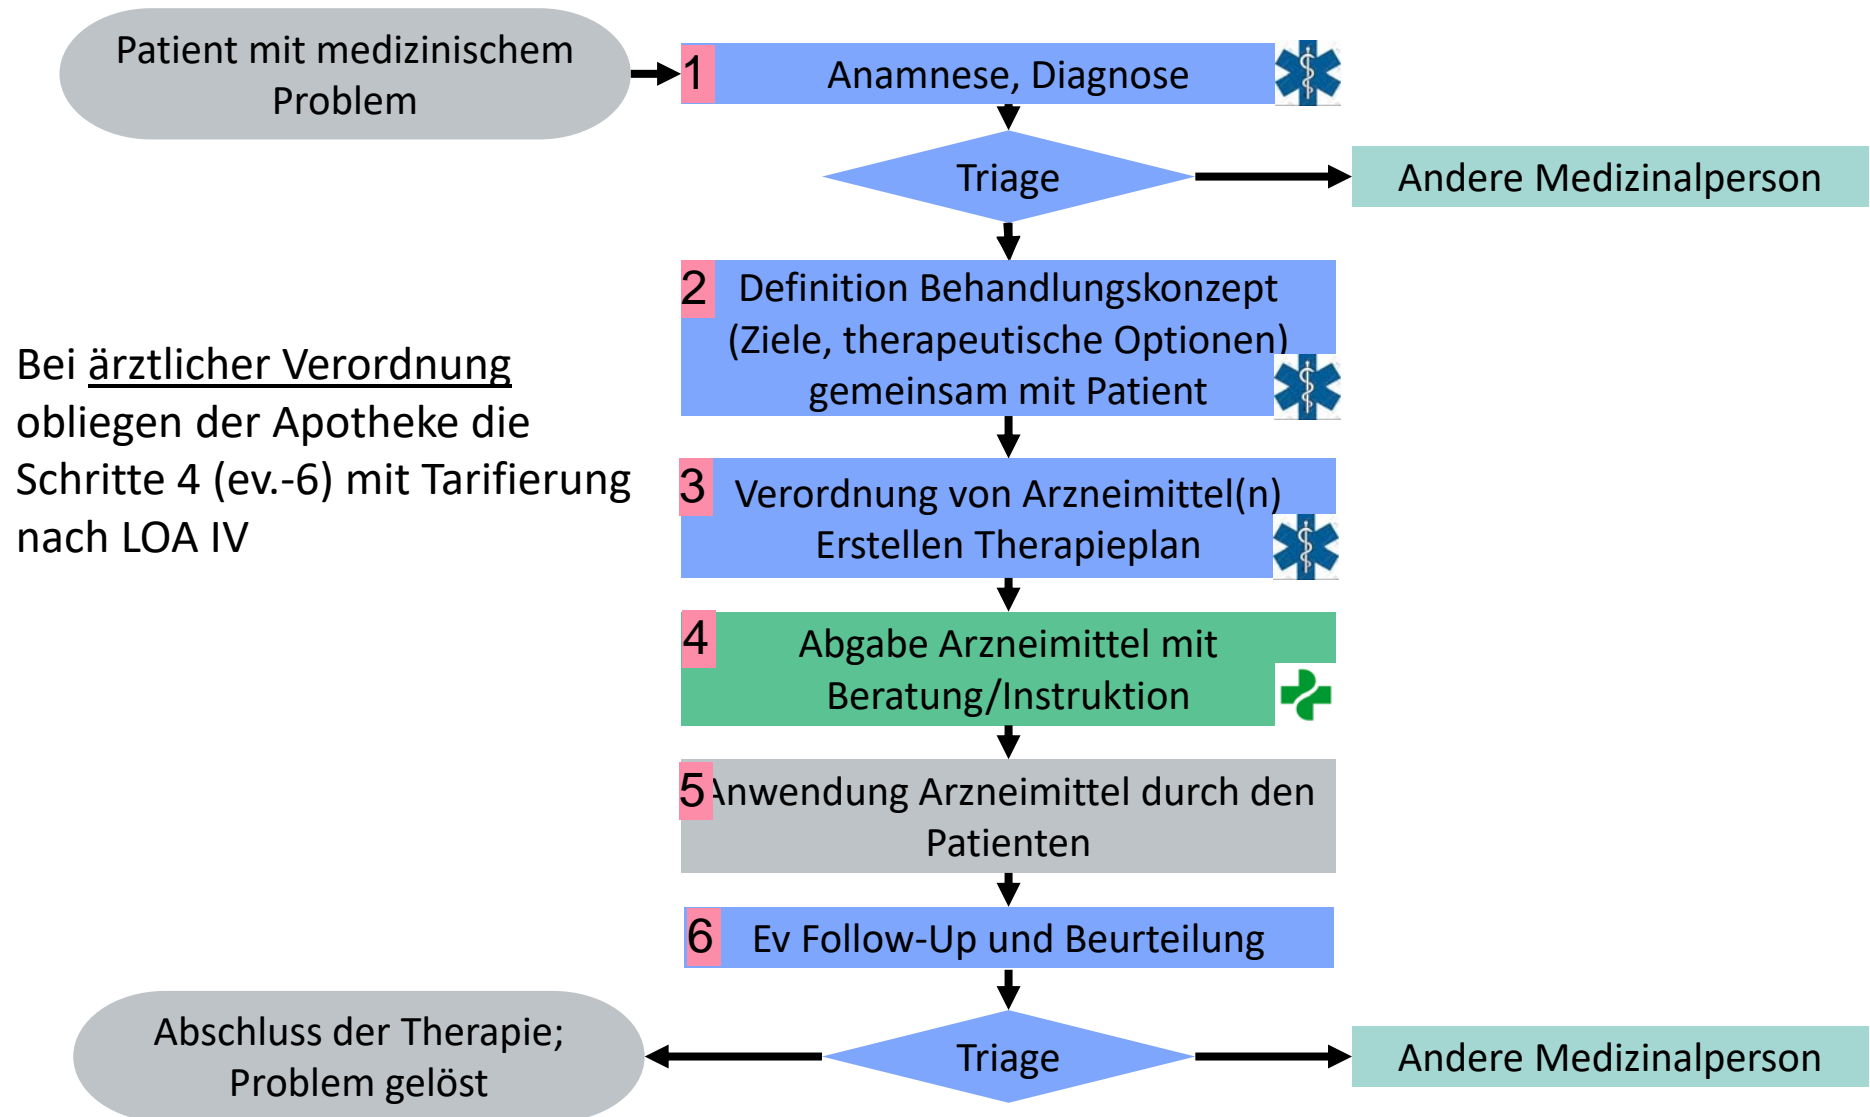 Patient mit medizinischem
Problem
1 Anamnese, Diagnose
Triage
Andere Medizinalperson
2 Definition Behandlungskonzept
(Ziele, therapeutische Optionen)
gemeinsam mit Patient
Bei ärztlicher Verordnung
obliegen der Apotheke die
Schritte 4 (ev.-6) mit Tarifierung
nach LOA IV
3 Verordnung von Arzneimittel(n)
Erstellen Therapieplan
4 Abgabe Arzneimittel mit
Beratung/Instruktion
5 Anwendung Arzneimittel durch den
Patienten
6 Ev Follow-Up und Beurteilung
Abschluss der Therapie;
Problem gelöst
Triage
Andere Medizinalperson